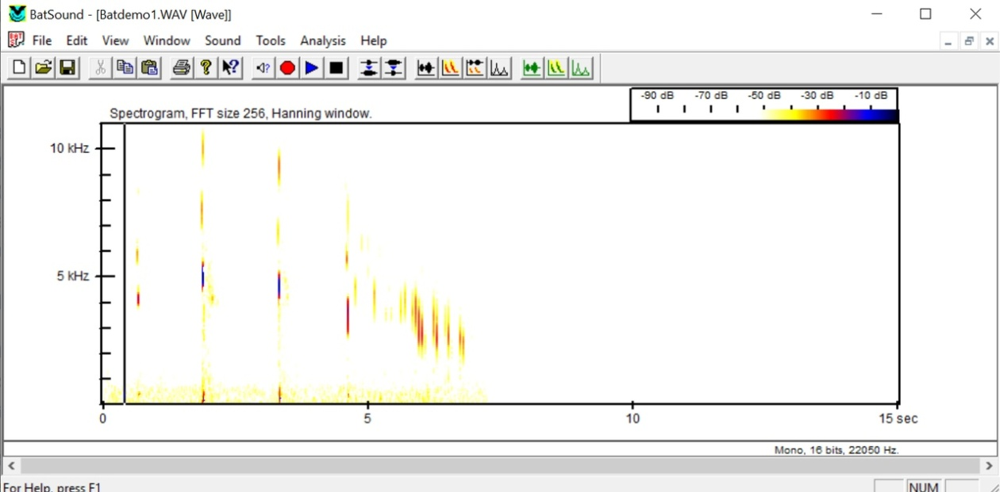 BatSound - [Batdemo1.WAV [Wave]]
File Edit View Window Sound Tools Analysis Help
-90 dB -70 dB -50 dB -30 dB -10 dB
Spectrogram, FFT size 256, Hanning window.
10 kHz
5 kHz
0 5 10 15 sec
Mono, 16 bits, 22050 Hz.
For Help, press F1 NUM